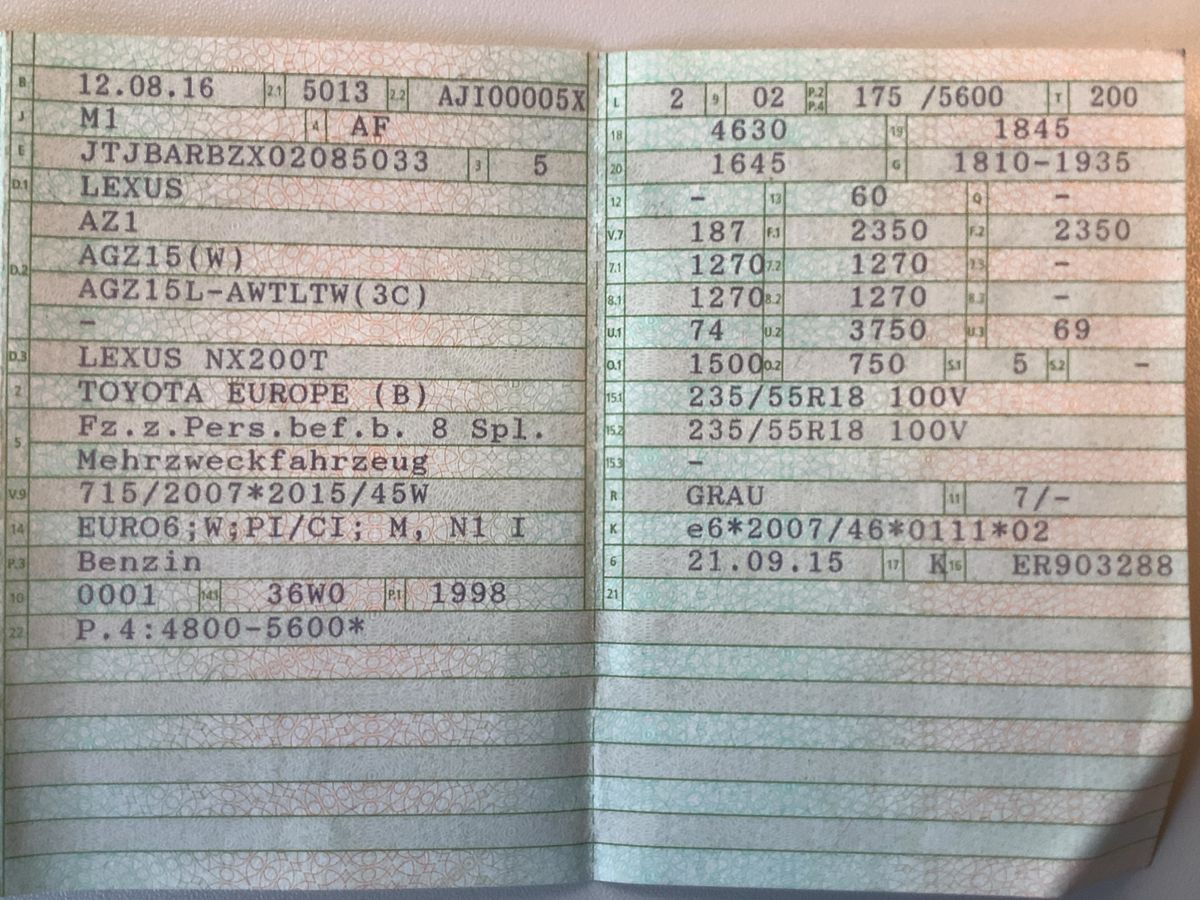 B 12.08.16 2.1 5013 2.2 AJI00005X
J M1 4 AF
E JTJBARBZX02085033 3 5
D.1 LEXUS
AZ1
D.2 AGZ15(W)
AGZ15L-AWTLTW(3C)
–
D.3 LEXUS NX200T
2 TOYOTA EUROPE (B)
5 Fz.z.Pers.bef.b. 8 Spl.
Mehrzweckfahrzeug
V.9 715/2007*2015/45W
14 EURO6;W;PI/CI; M, N1 I
P.3 Benzin
10 0001 14.1 36W0 P.1 1998
22 P.4:4800-5600*
L 2 9 02 P.2 P.4 175 /5600 T 200
18 4630 19 1845
20 1645 G 1810-1935
12 – 13 60 Q –
V.7 187 F.1 2350 F.2 2350
7.1 1270 7.2 1270 7.3 –
8.1 1270 8.2 1270 8.3 –
U.1 74 U.2 3750 U.3 69
O.1 1500 O.2 750 S.1 5 S.2 –
15.1 235/55R18 100V
15.2 235/55R18 100V
15.3 –
R GRAU 11 7/-
K e6*2007/46*0111*02
6 21.09.15 17 K 16 ER903288
21